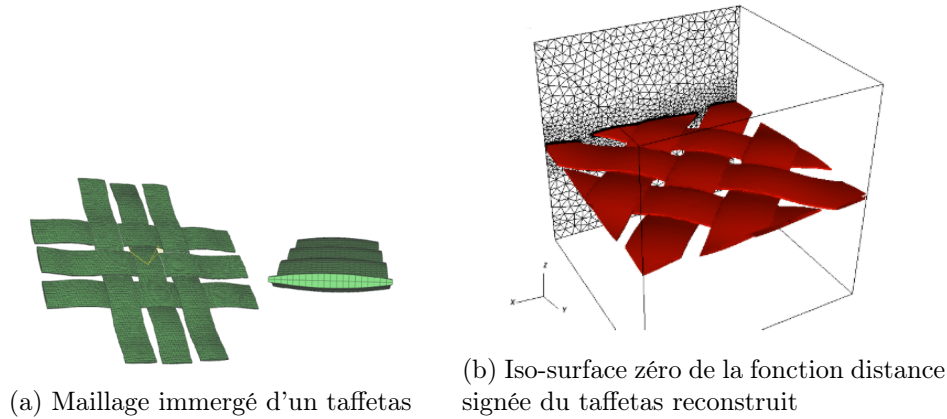 Z
X
Y
(a) Maillage immergé d'un taffetas
(b) Iso-surface zéro de la fonction distance
signée du taffetas reconstruit